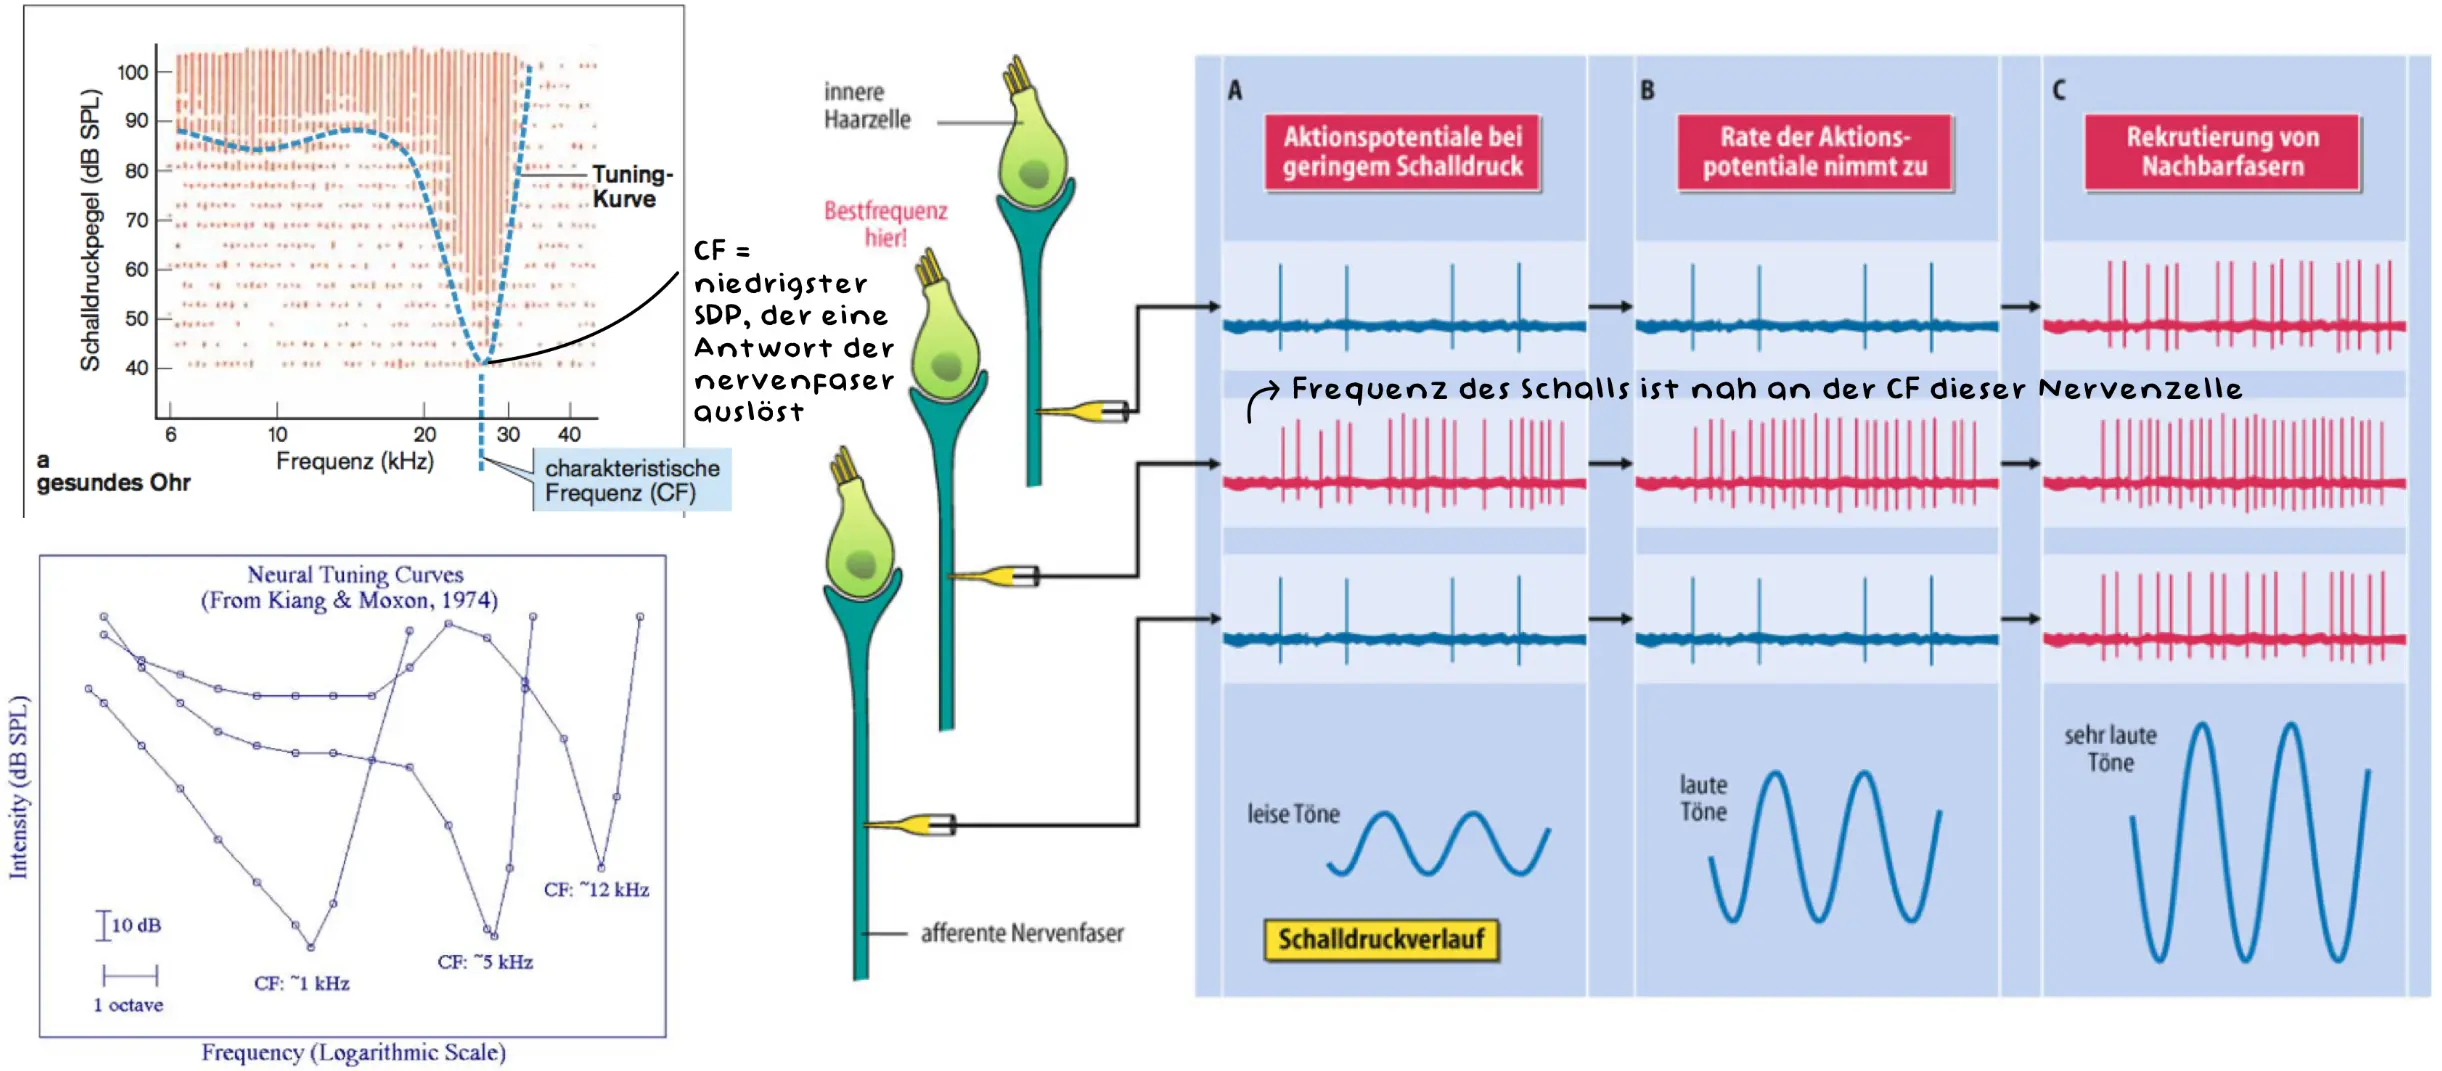 100
90
80
70
60
50
40
Schalldruckpegel (dB SPL)
6 10 20 30 40
Frequenz (kHz)
Tuning-
Kurve
charakteristische
Frequenz (CF)
a
gesundes Ohr
CF =
niedrigster
SDP, der eine
Antwort der
nervenfaser
auslöst
Neural Tuning Curves
(From Kiang & Moxon, 1974)
Intensity (dB SPL)
10 dB
1 octave
CF: ~1 kHz
CF: ~5 kHz
CF: ~12 kHz
Frequency (Logarithmic Scale)
innere
Haarzelle
Bestfrequenz
hier!
afferente Nervenfaser
A
Aktionspotentiale bei
geringem Schalldruck
B
Rate der Aktions-
potentiale nimmt zu
C
Rekrutierung von
Nachbarfasern
→ Frequenz des Schalls ist nah an der CF dieser Nervenzelle
leise Töne
laute
Töne
sehr laute
Töne
Schalldruckverlauf